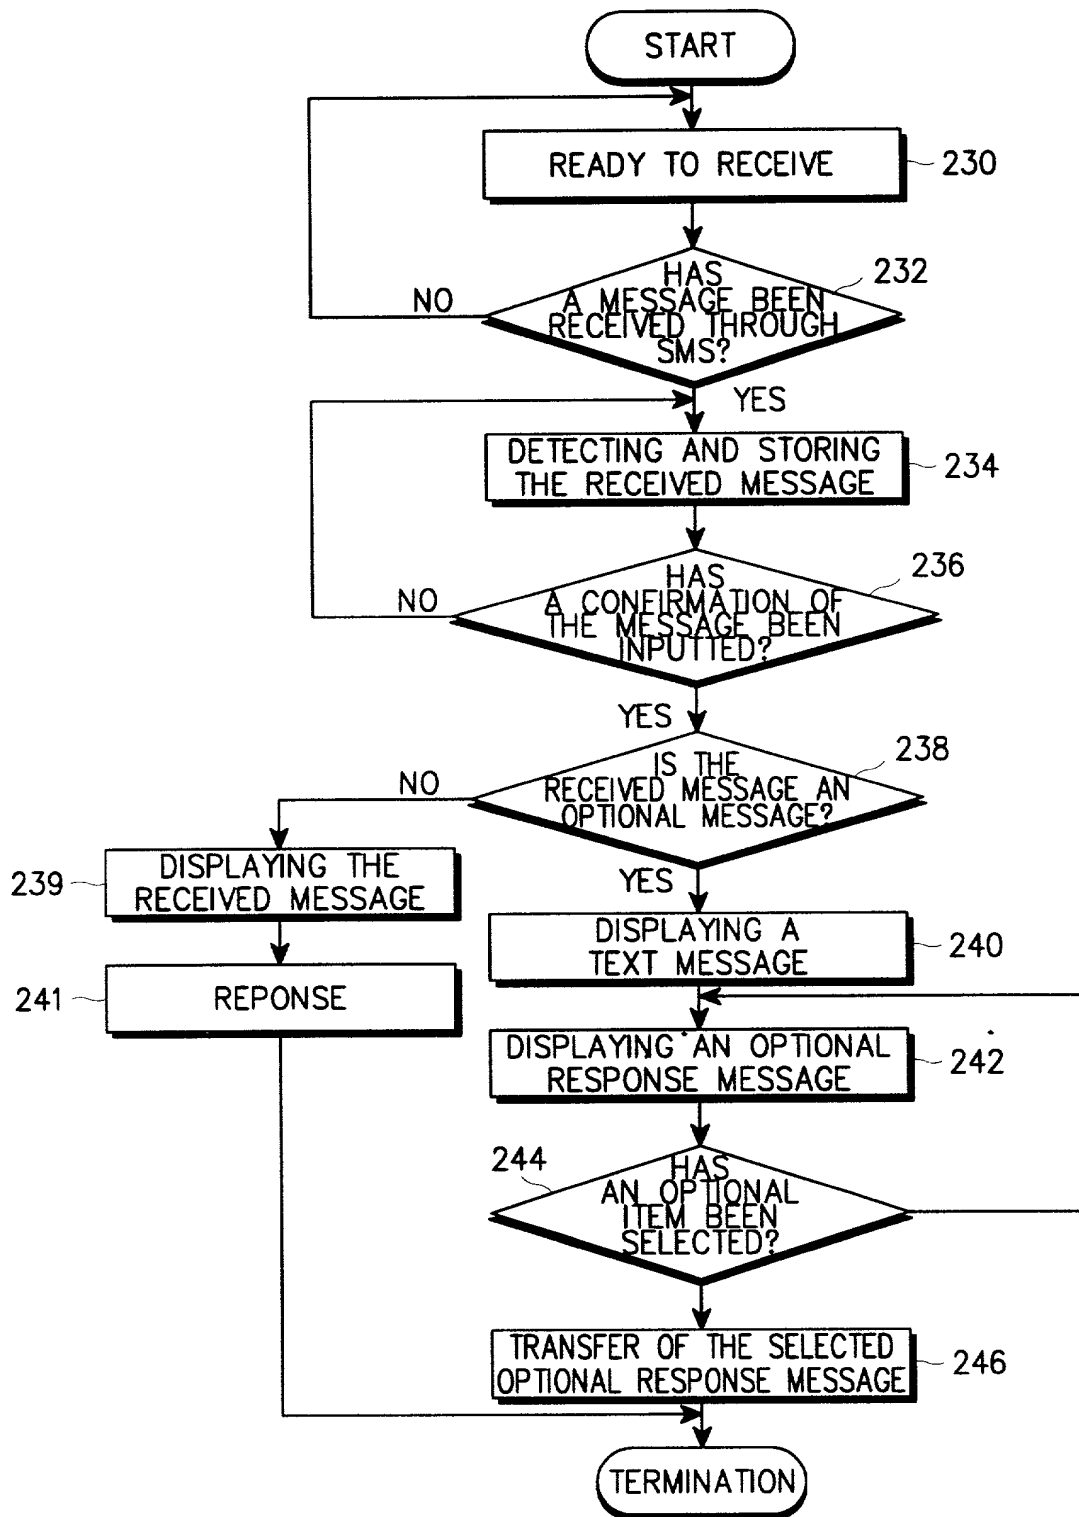 START
READY TO RECEIVE
230
HAS
A MESSAGE BEEN
RECEIVED THROUGH
SMS?
232
NO
YES
DETECTING AND STORING
THE RECEIVED MESSAGE
234
HAS
A CONFIRMATION OF
THE MESSAGE BEEN
INPUTTED?
236
NO
YES
IS THE
RECEIVED MESSAGE AN
OPTIONAL MESSAGE?
238
NO
YES
DISPLAYING THE
RECEIVED MESSAGE
239
DISPLAYING A
TEXT MESSAGE
240
REPONSE
241
DISPLAYING AN OPTIONAL
RESPONSE MESSAGE
242
HAS
AN OPTIONAL
ITEM BEEN
SELECTED?
244
TRANSFER OF THE SELECTED
OPTIONAL RESPONSE MESSAGE
246
TERMINATION